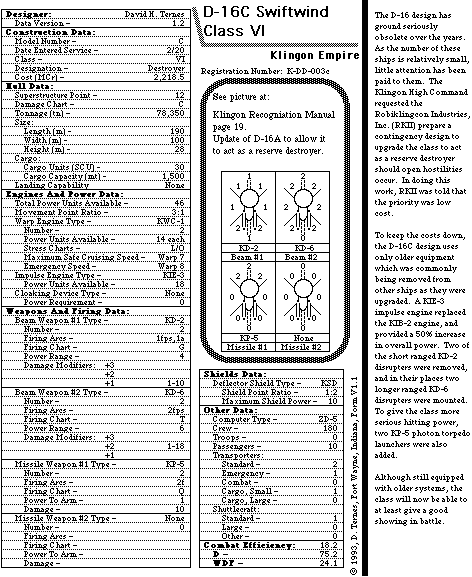 Designer: David H. Ternes
Data Version - 1.2
Construction Data:
Model Number - C
Date Entered Service - 2/20
Class - VI
Designation - Destroyer
Cost (MCr) - 2,218.5
Hull Data:
Superstructure Point - 12
Damage Chart - C
Tonnage (tn) - 78,350
Size:
Length (m) - 190
Width (m) - 100
Height (m) - 28
Cargo:
Cargo Units (SCU) - 30
Cargo Capacity (mt) - 1,500
Landing Capability None
Engines And Power Data:
Total Power Units Available - 46
Movement Point Ratio - 3:1
Warp Engine Type - KWC-1
Number - 2
Power Units Available - 14 each
Stress Charts - L/O
Maximum Safe Cruising Speed - Warp 7
Emergency Speed - Warp 8
Impulse Engine Type - KIE-3
Power Units Available - 18
Cloaking Device Type - None
Power Requirement - 0
Weapons And Firing Data:
Beam Weapon #1 Type - KD-2
Number - 2
Firing Arcs - 1fps,1a
Firing Chart - G
Power Range - 4
Damage Modifiers: +3
+2
+1 1-10
Beam Weapon #2 Type - KD-6
Number - 2
Firing Arcs - 2fps
Firing Chart - T
Power Range - 6
Damage Modifiers: +3
+2 1-18
+1
Missile Weapon #1 Type - KP-5
Number - 2
Firing Arcs - 2f
Firing Chart - O
Power To Arm - 1
Damage - 10
Missile Weapon #2 Type - None
Number - 0
Firing Arcs -
Firing Chart -
Power To Arm -
Damage -
D-16C Swiftwind
Class VI
Klingon Empire
Registration Number: K-DD-003c
See picture at:
Klingon Recognistion Manual
page 19.
Update of D-16A to allow it
to act as a reserve destroyer.
KD-2 KD-6
Beam #1 Beam #2
KP-5 None
Missile #1 Missile #2
Shields Data:
Deflector Shield Type - KSD
Shield Point Ratio - 1:2
Maximum Shield Power - 10
Other Data:
Computer Type - 2D-5
Crew - 180
Troops - 0
Passengers - 10
Transporters:
Standard - 2
Emergency - 1
Combat - 0
Cargo, Small - 1
Cargo, Large - 0
Shuttlecraft:
Standard - 1
Large - 0
Other - 0
Combat Efficiency: 18.2
D - 75.2
WDF - 24.1
© 1993, D. Ternes, Fort Wayne, Indiana, Form V1.1
The D-16 design has
ground seriously
obsolete over the years.
As the number of these
ships is relatively small,
little attention has been
paid to them. The
Klingon High Command
requested the
Robiklingcon Industries,
Inc. (RKII) prepare a
contingency design to
upgrade the class to act
as a reserve destroyer
should open hostilities
occur. In doing this
work, RKII was told that
the priority was low
cost.
To keep the costs down,
the D-16C design uses
only older equipment
which was commonly
being removed from
other ships as they were
upgraded. A KIE-3
impulse engine replaced
the KIB-2 engine, and
provided a 50% increase
in overall power. Two of
the short ranged KD-2
disrupters were removed,
and in their places two
longer ranged KD-6
disrupters were mounted.
To give the class more
serious hitting power,
two KP-5 photon torpedo
launchers were also
added.
Although still equipped
with older systems, the
class will now be able to
at least give a good
showing in battle.